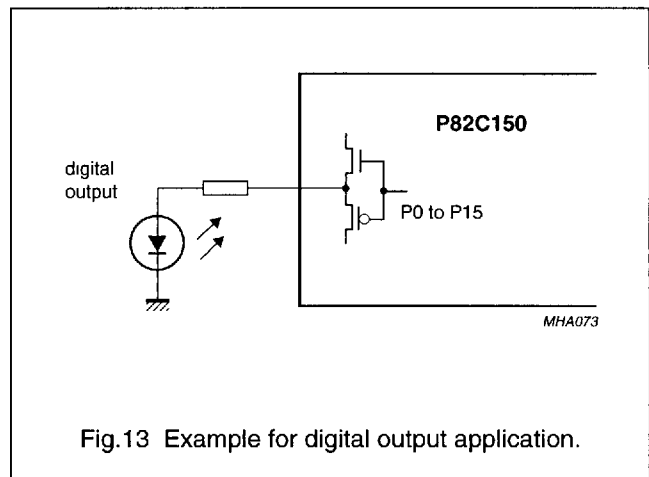 P82C150
digital
output
P0 to P15
MHA073
Fig.13 Example for digital output application.